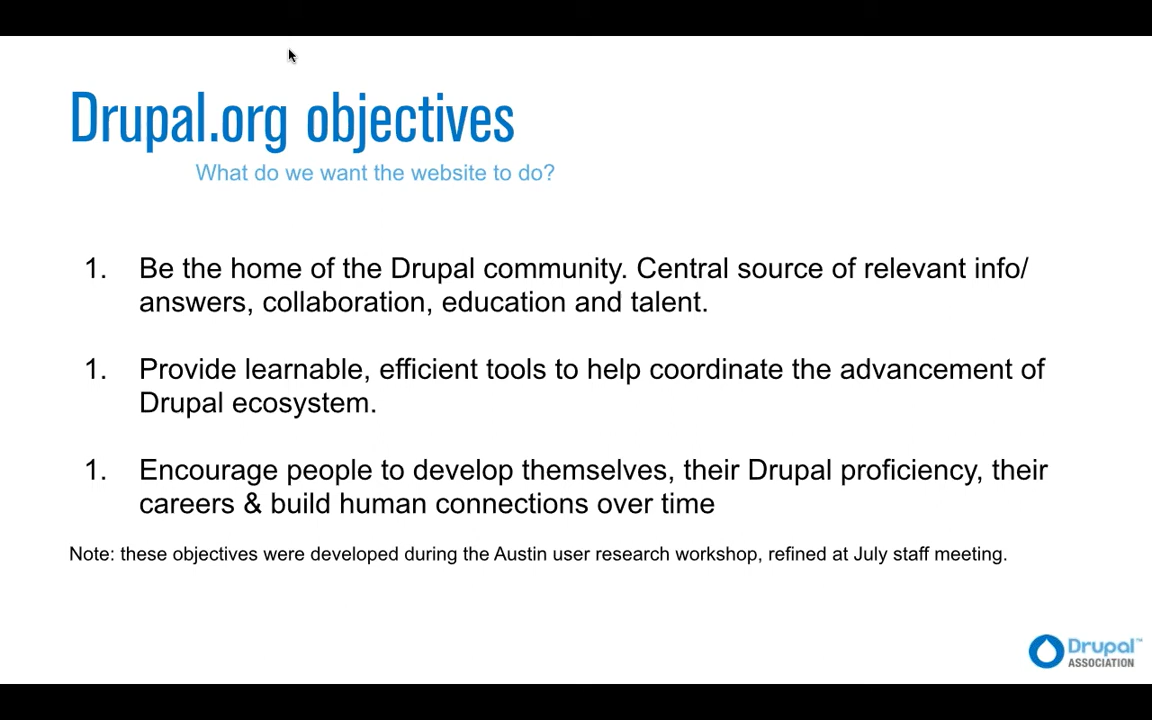 Drupal.org objectives
What do we want the website to do?
1. Be the home of the Drupal community. Central source of relevant info/
answers, collaboration, education and talent.
1. Provide learnable, efficient tools to help coordinate the advancement of
Drupal ecosystem.
1. Encourage people to develop themselves, their Drupal proficiency, their
careers & build human connections over time
Note: these objectives were developed during the Austin user research workshop, refined at July staff meeting.
Drupal™
ASSOCIATION